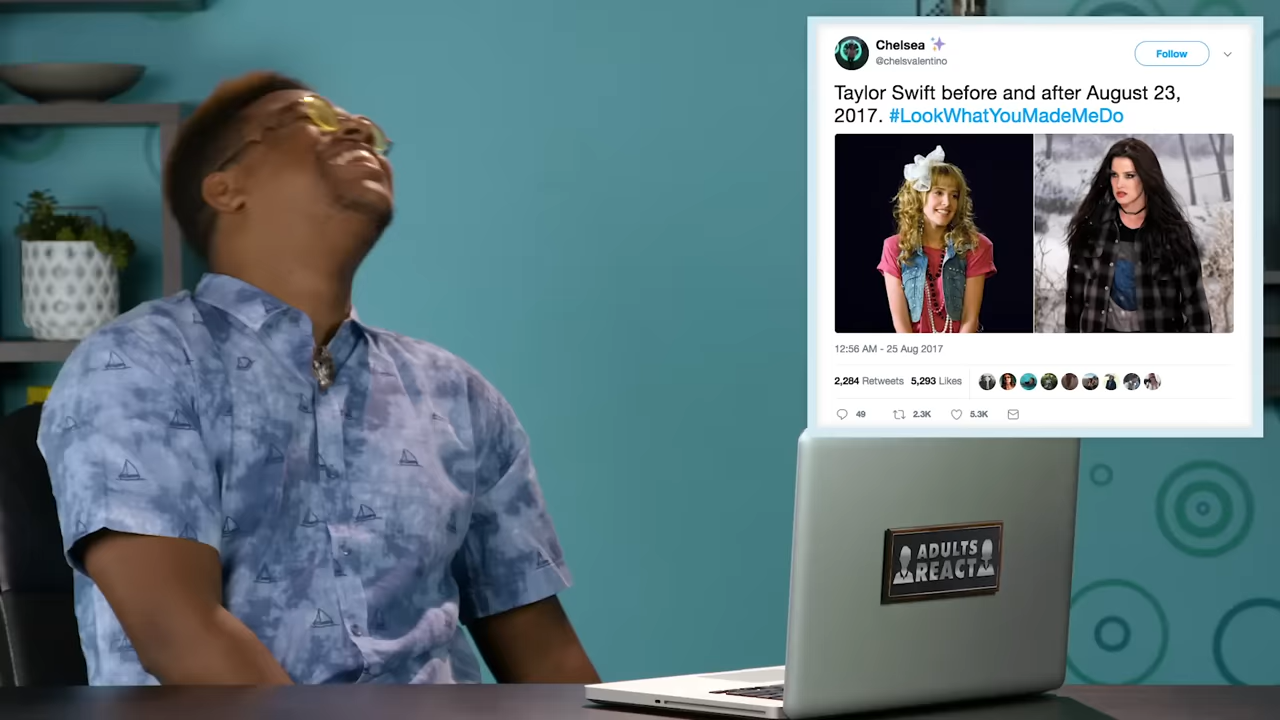 Chelsea
@chelsvalentino
Follow
Taylor Swift before and after August 23,
2017. #LookWhatYouMadeMeDo
12:56 AM - 25 Aug 2017
2,284 Retweets 5,293 Likes
49 2.3K 5.3K
ADULTS
REACT